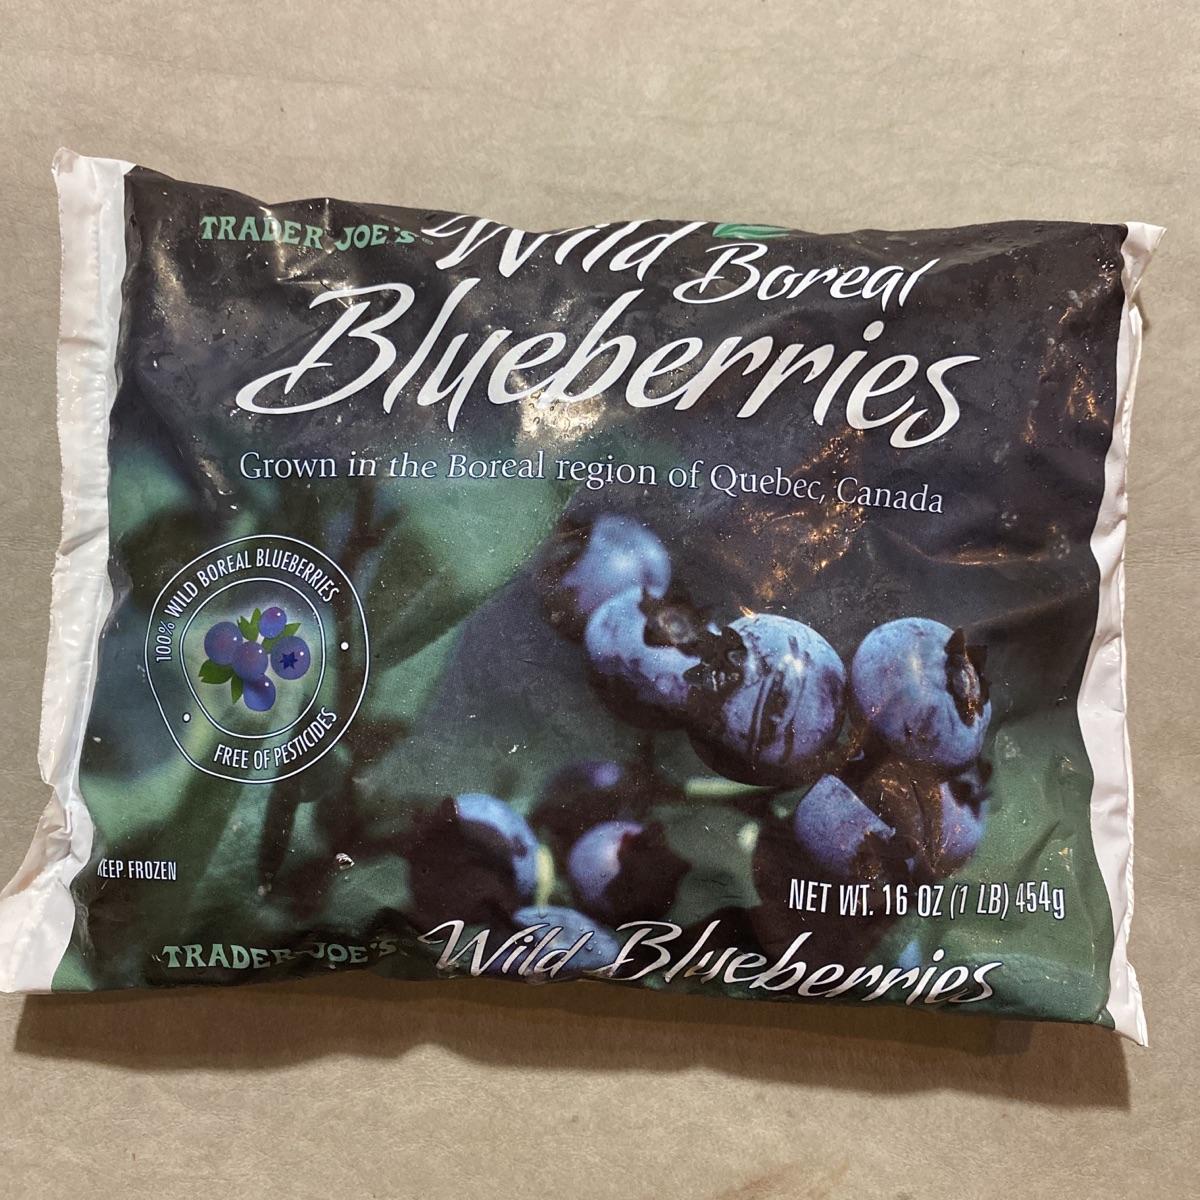 TRADER JOE'S®
Wild Boreal
Blueberries
Grown in the Boreal region of Quebec, Canada
100% WILD BOREAL BLUEBERRIES
FREE OF PESTICIDES
KEEP FROZEN
NET WT. 16 OZ (1 LB) 454g
TRADER JOE'S® Wild Blueberries